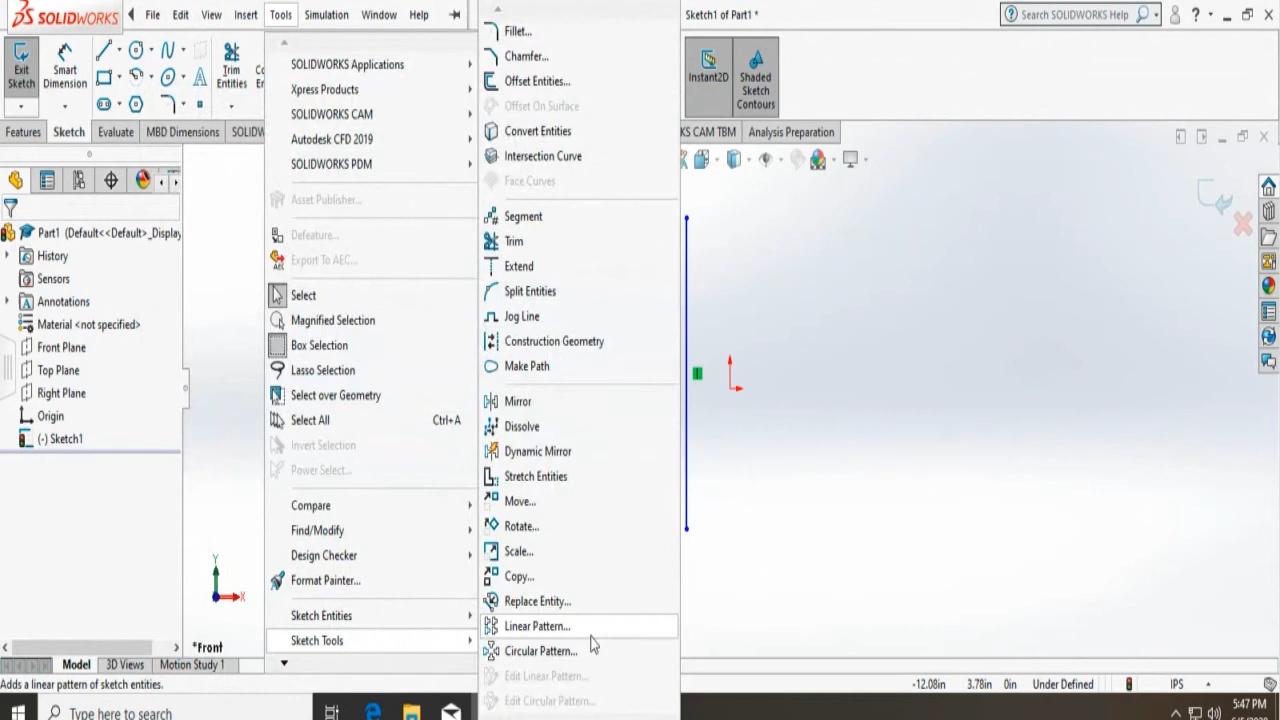 SOLIDWORKS File Edit View Insert Tools Simulation Window Help Sketch1 of Part1 * Search SOLIDWORKS Help ?
Exit Sketch
Smart Dimension
Trim Entities
Instant2D
Shaded Sketch Contours
Features Sketch Evaluate MBD Dimensions KS CAM TBM Analysis Preparation
Part1 (Default<<Default>_Display
History
Sensors
Annotations
Material <not specified>
Front Plane
Top Plane
Right Plane
Origin
(-) Sketch1
SOLIDWORKS Applications
Xpress Products
SOLIDWORKS CAM
Autodesk CFD 2019
SOLIDWORKS PDM
Asset Publisher...
Defeature...
Export To AEC...
Select
Magnified Selection
Box Selection
Lasso Selection
Select over Geometry
Select All Ctrl+A
Invert Selection
Power Select...
Compare
Find/Modify
Design Checker
Format Painter...
Sketch Entities
Sketch Tools
Fillet...
Chamfer...
Offset Entities...
Offset On Surface
Convert Entities
Intersection Curve
Face Curves
Segment
Trim
Extend
Split Entities
Jog Line
Construction Geometry
Make Path
Mirror
Dissolve
Dynamic Mirror
Stretch Entities
Move...
Rotate...
Scale...
Copy...
Replace Entity...
Linear Pattern...
Circular Pattern...
Edit Linear Pattern...
Edit Circular Pattern...
Y
X
*Front
Model 3D Views Motion Study 1
Adds a linear pattern of sketch entities. -12.08in 3.78in 0in Under Defined IPS
Type here to search 5:47 PM